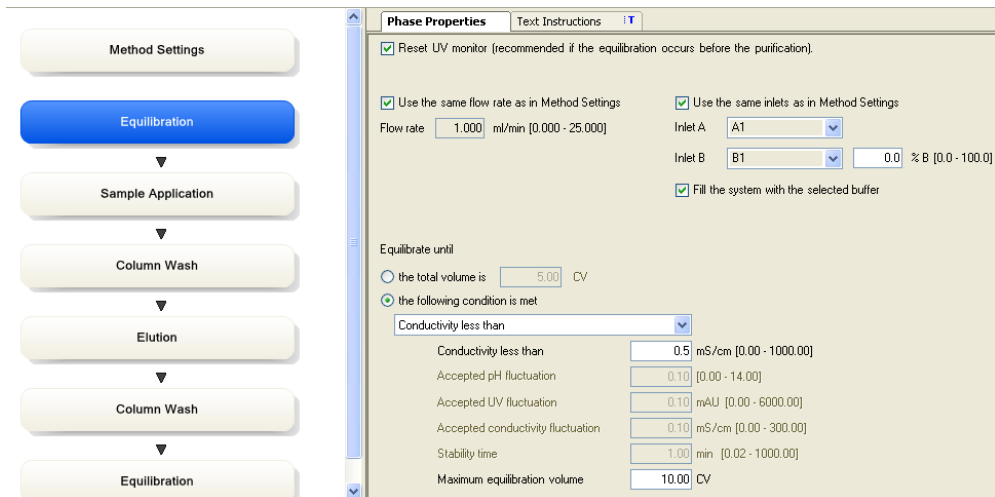 Method Settings
Equilibration
Sample Application
Column Wash
Elution
Column Wash
Equilibration
Phase Properties Text Instructions T
Reset UV monitor (recommended if the equilibration occurs before the purification).
Use the same flow rate as in Method Settings
Flow rate 1.000 ml/min [0.000 - 25.000]
Use the same inlets as in Method Settings
Inlet A A1
Inlet B B1 0.0 % B [0.0 - 100.0]
Fill the system with the selected buffer
Equilibrate until
the total volume is 5.00 CV
the following condition is met
Conductivity less than
Conductivity less than 0.5 mS/cm [0.00 - 1000.00]
Accepted pH fluctuation 0.10 [0.00 - 14.00]
Accepted UV fluctuation 0.10 mAU [0.00 - 6000.00]
Accepted conductivity fluctuation 0.10 mS/cm [0.00 - 300.00]
Stability time 1.00 min [0.02 - 1000.00]
Maximum equilibration volume 10.00 CV